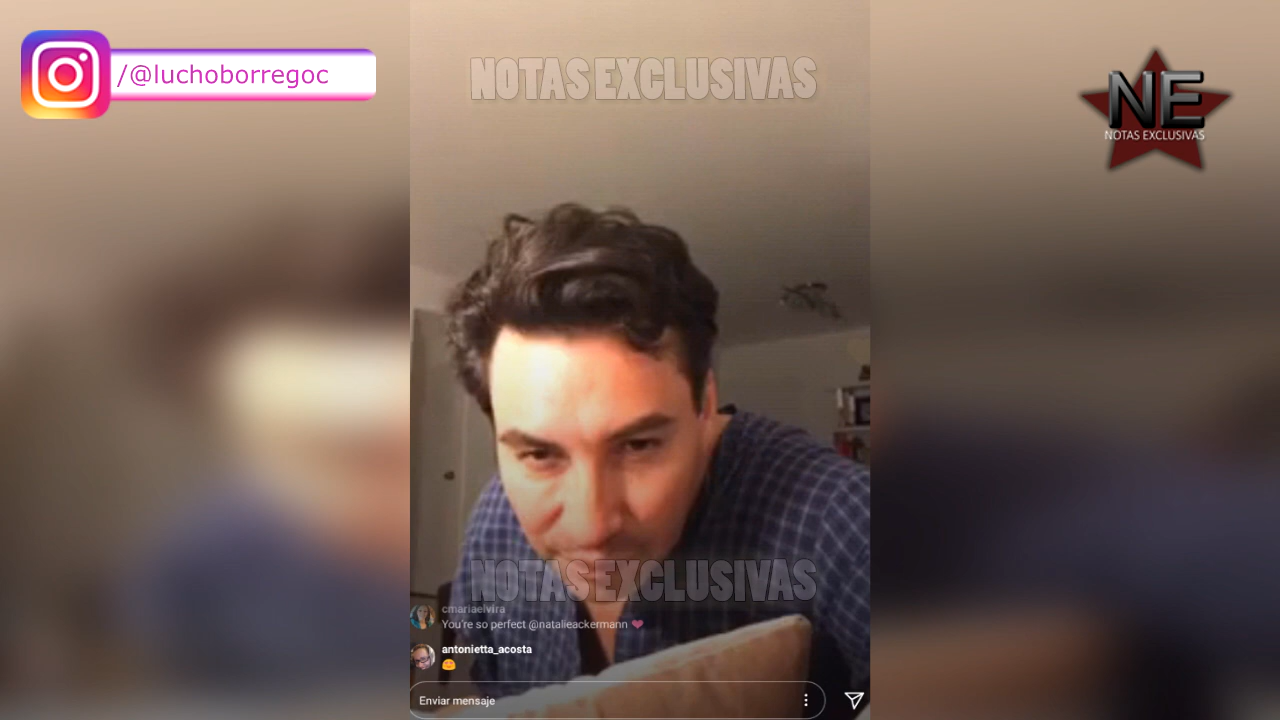 /@luchoborregoc
NOTAS EXCLUSIVAS
NE
NOTAS EXCLUSIVAS
NOTAS EXCLUSIVAS
cmariaelvira
You're so perfect @natalieackermann ❤
antonietta_acosta
🤗
Enviar mensaje